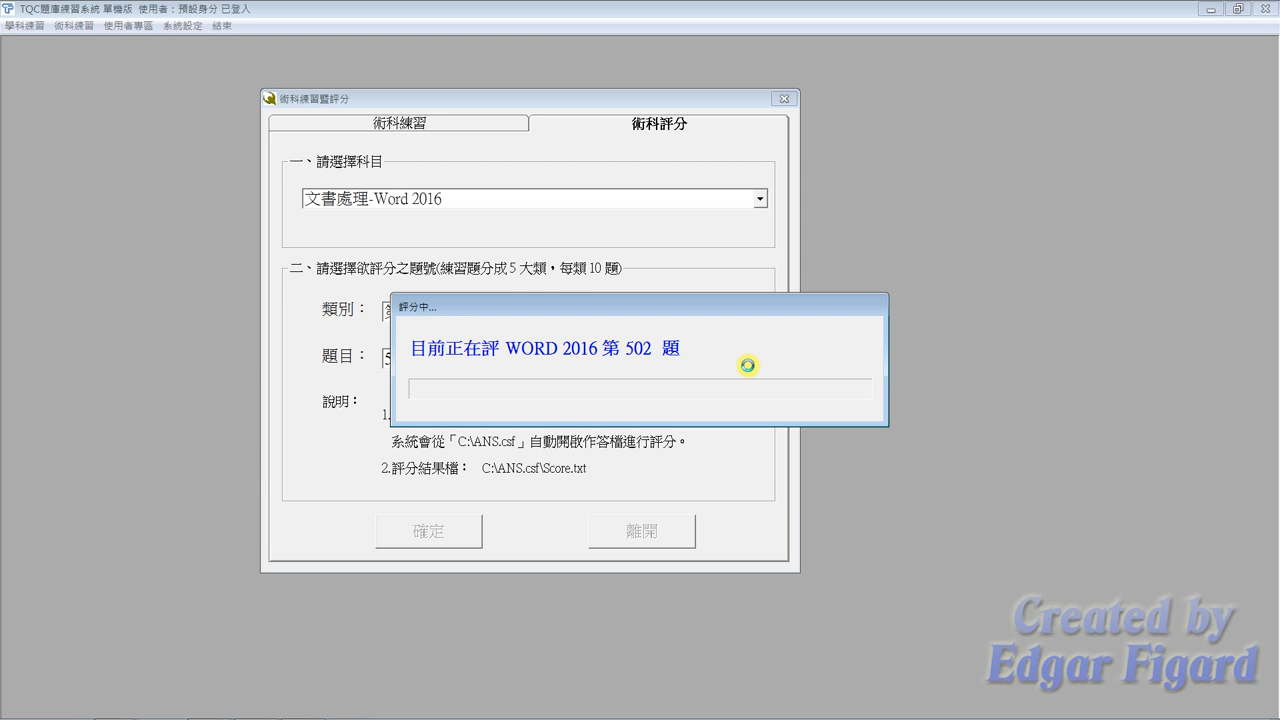 TQC題庫練習系統 單機版 使用者：預設身分 已登入
學科練習 術科練習 使用者專區 系統設定 結束
術科練習暨評分
術科練習 術科評分
一、請選擇科目
文書處理-Word 2016
二、請選擇欲評分之題號(練習題分成 5 大類，每類 10 題)
類別：
評分中...
目前正在評 WORD 2016 第 502 題
題目： 5
說明：
1.
系統會從「C:\ANS.csf」自動開啟作答檔進行評分。
2.評分結果檔： C:\ANS.csf\Score.txt
確定 離開
Created by
Edgar Figard